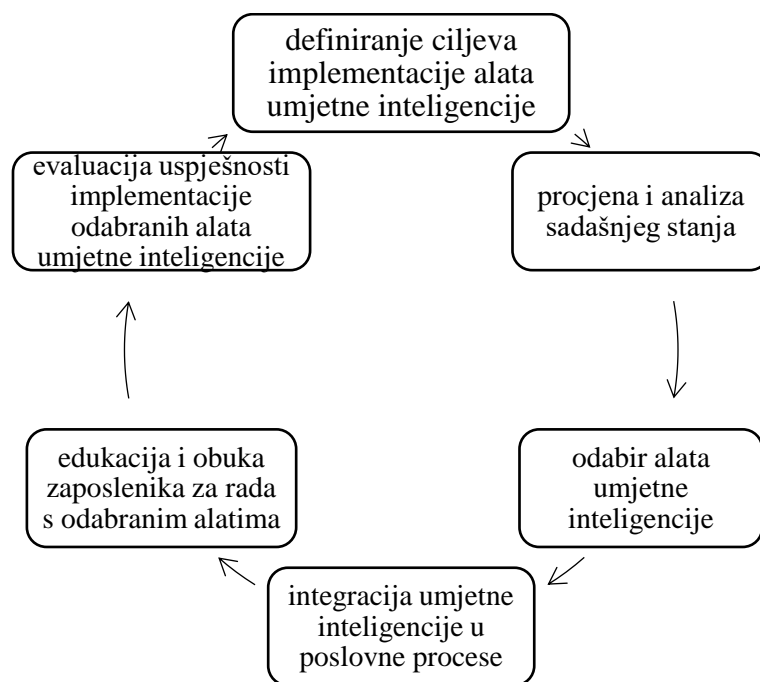 definiranje ciljeva
implementacije alata
umjetne inteligencije
procjena i analiza
sadašnjeg stanja
odabir alata
umjetne
inteligencije
integracija umjetne
inteligencije u
poslovne procese
edukacija i obuka
zaposlenika za rada
s odabranim alatima
evaluacija uspješnosti
implementacije
odabranih alata
umjetne inteligencije